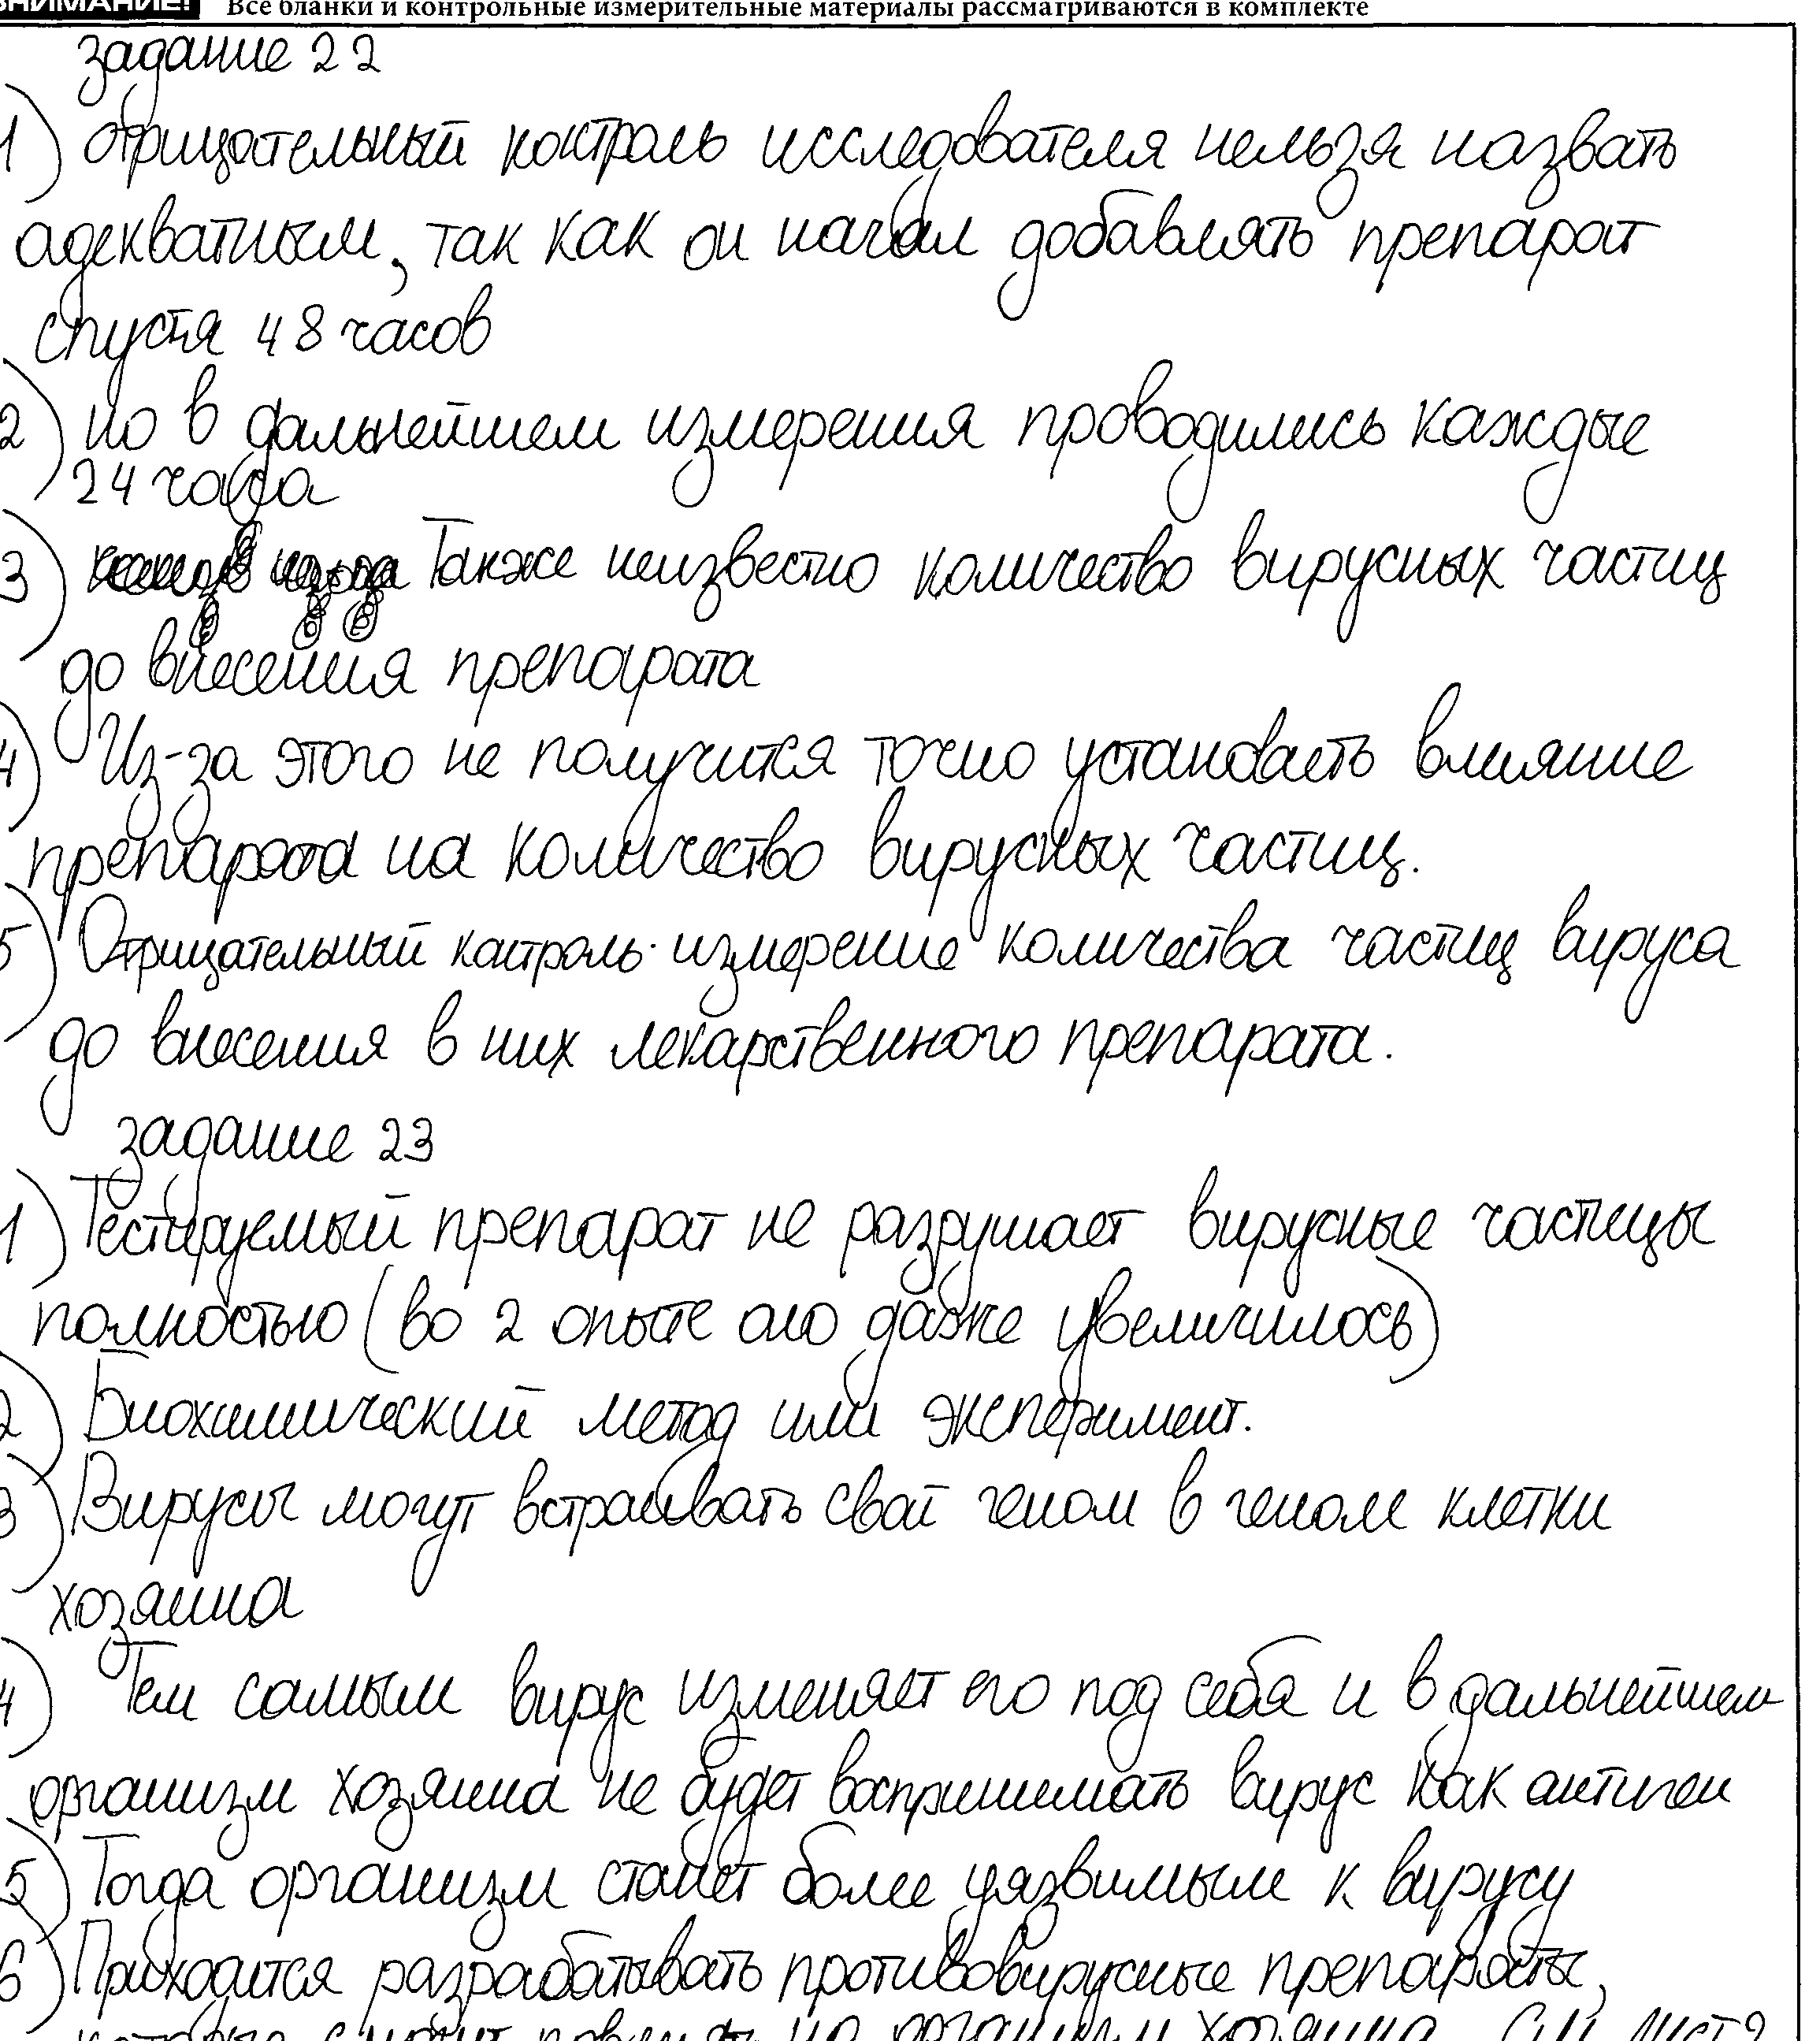 ВНИМАНИЕ! Все бланки и контрольные измерительные материалы рассматриваются в комплекте
задание 22
1) отрицательный контроль исследователя нельзя назвать
адекватным, так как он начал добавлять препарат
спустя 48 часов
2) но в дальнейшем измерения проводились каждые
24 часа
3) Также неизвестно количество вирусных частиц
до внесения препарата
4) Из-за этого не получится точно установить влияние
препарата на количество вирусных частиц.
5) Отрицательный контроль - измерение количества частиц вируса
до внесения в них лекарственного препарата.
задание 23
1) Тестируемый препарат не разрушает вирусные частицы
полностью (во 2 опыте оно даже увеличилось)
2) Биохимический метод или эксперимент.
3) Вирусы могут встраивать свой геном в геном клетки
хозяина
4) Тем самым вирус изменяет его под себя и в дальнейшем
организм хозяина не будет воспринимать вирус как антиген
5) Тогда организм станет более уязвимым к вирусу
6) Приходится разрабатывать противовирусные препараты,
которые смогут повлиять на организм хозяина См лист 2